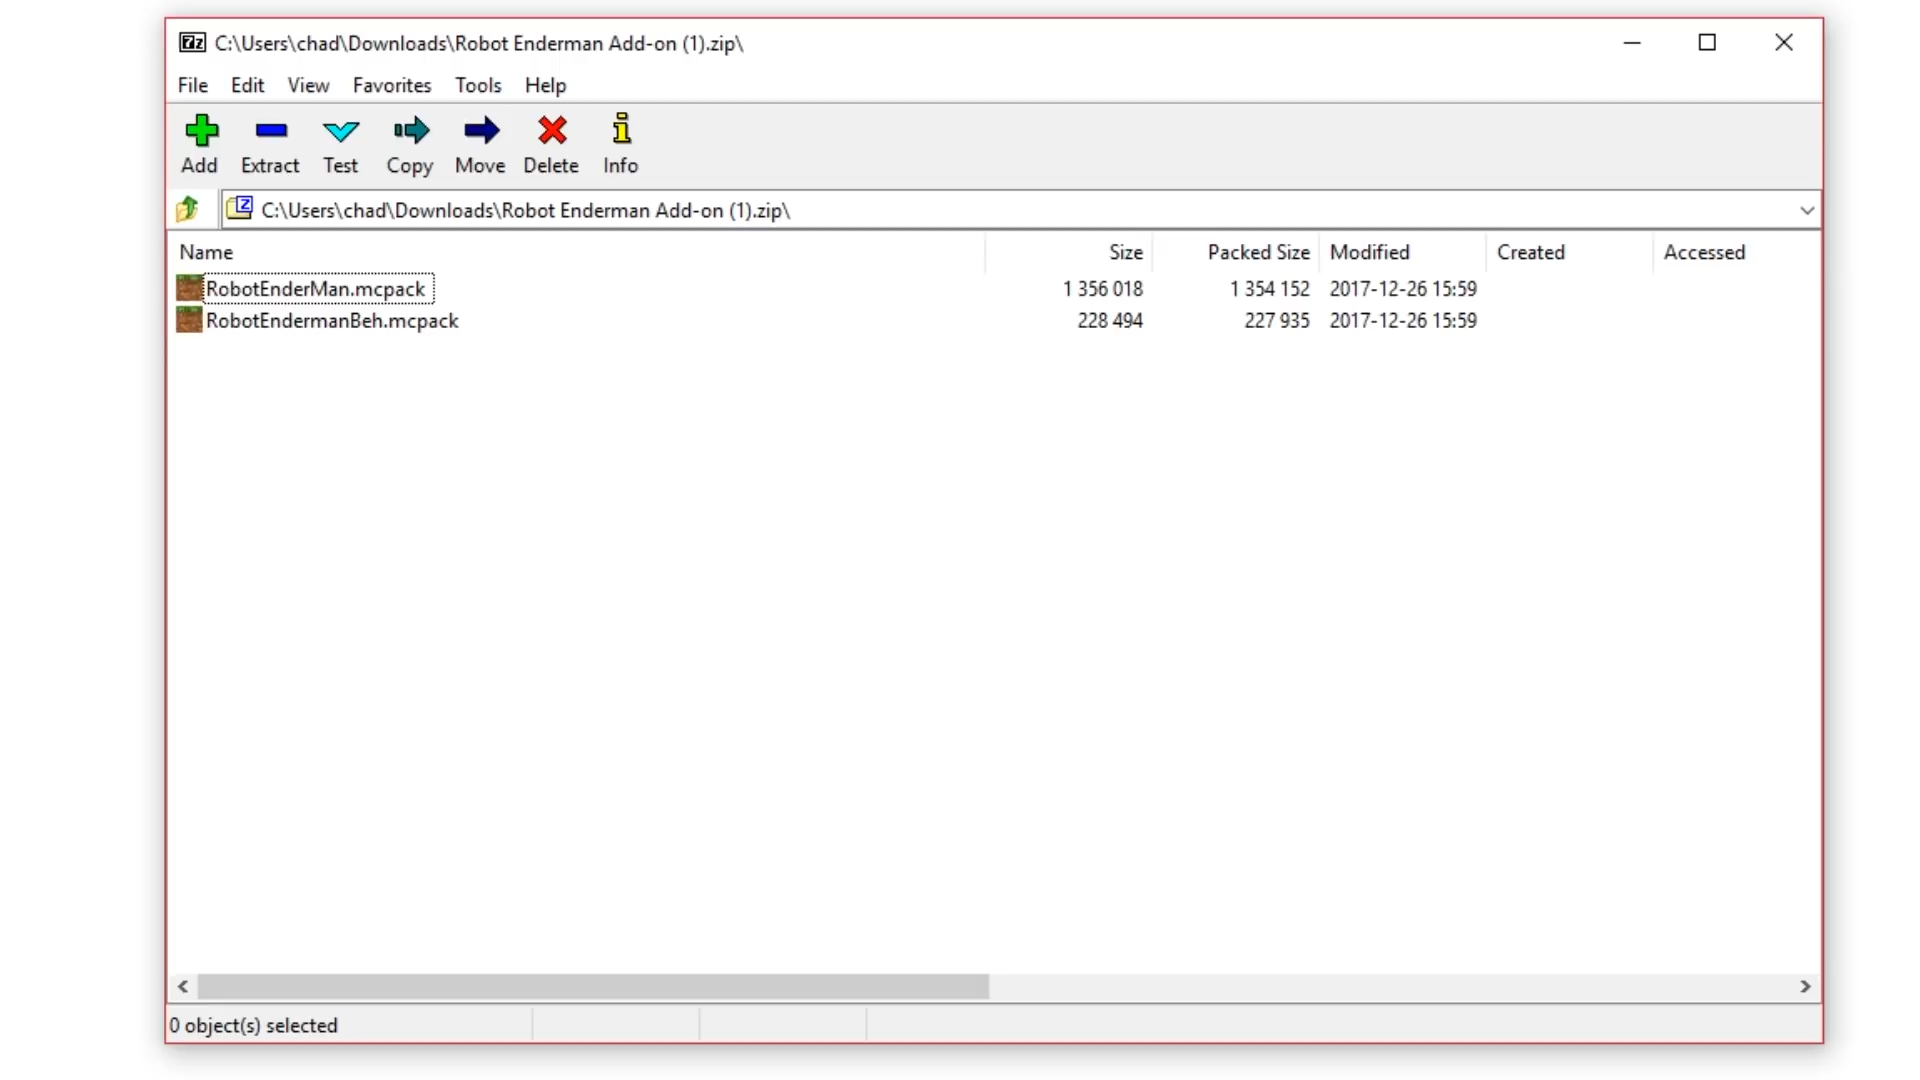 7z C:\Users\chad\Downloads\Robot Enderman Add-on (1).zip\
File Edit View Favorites Tools Help
Add Extract Test Copy Move Delete Info
C:\Users\chad\Downloads\Robot Enderman Add-on (1).zip\
Name Size Packed Size Modified Created Accessed
RobotEnderMan.mcpack 1 356 018 1 354 152 2017-12-26 15:59
RobotEndermanBeh.mcpack 228 494 227 935 2017-12-26 15:59
0 object(s) selected